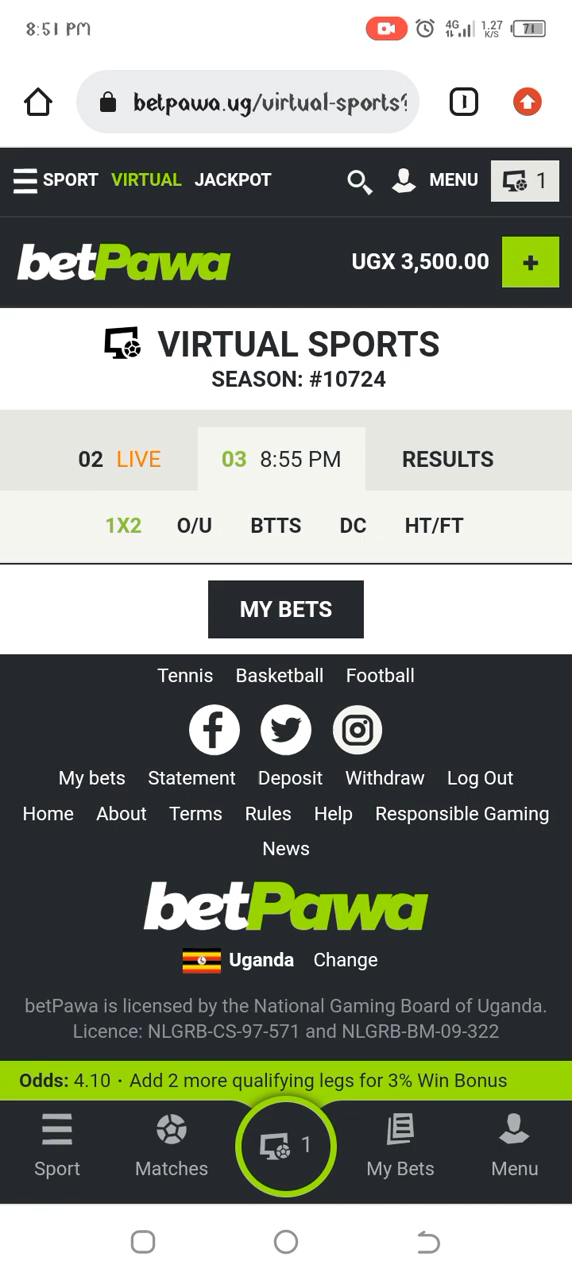 8:51 PM 4G 1.27 K/S 71
betpawa.ug/virtual-sports? 1
SPORT VIRTUAL JACKPOT MENU 1
betPawa UGX 3,500.00 +
VIRTUAL SPORTS
SEASON: #10724
02 LIVE 03 8:55 PM RESULTS
1X2 O/U BTTS DC HT/FT
MY BETS
Tennis Basketball Football
My bets Statement Deposit Withdraw Log Out
Home About Terms Rules Help Responsible Gaming
News
betPawa
Uganda Change
betPawa is licensed by the National Gaming Board of Uganda.
Licence: NLGRB-CS-97-571 and NLGRB-BM-09-322
Odds: 4.10 · Add 2 more qualifying legs for 3% Win Bonus
1
Sport Matches My Bets Menu